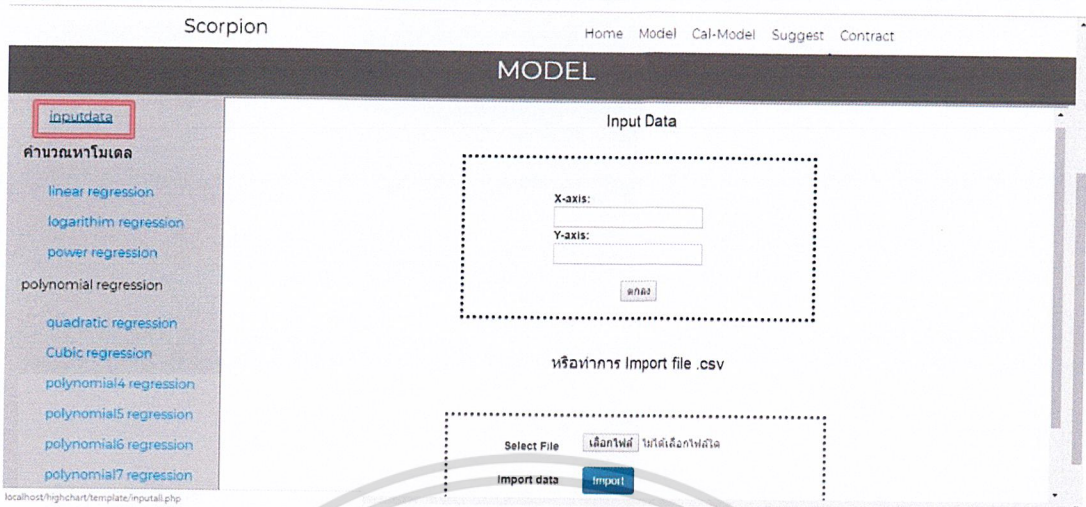 Scorpion
Home Model Cal-Model Suggest Contract
MODEL
inputdata
คำนวณหาโมเดล
linear regression
logarithim regression
power regression
polynomial regression
quadratic regression
Cubic regression
polynomial4 regression
polynomial5 regression
polynomial6 regression
polynomial7 regression
Input Data
X-axis:
Y-axis:
ตกลง
หรือทำการ Import file .csv
Select File เลือกไฟล์ ไม่ได้เลือกไฟล์ใด
Import data Import
localhost/highchart/template/inputall.php